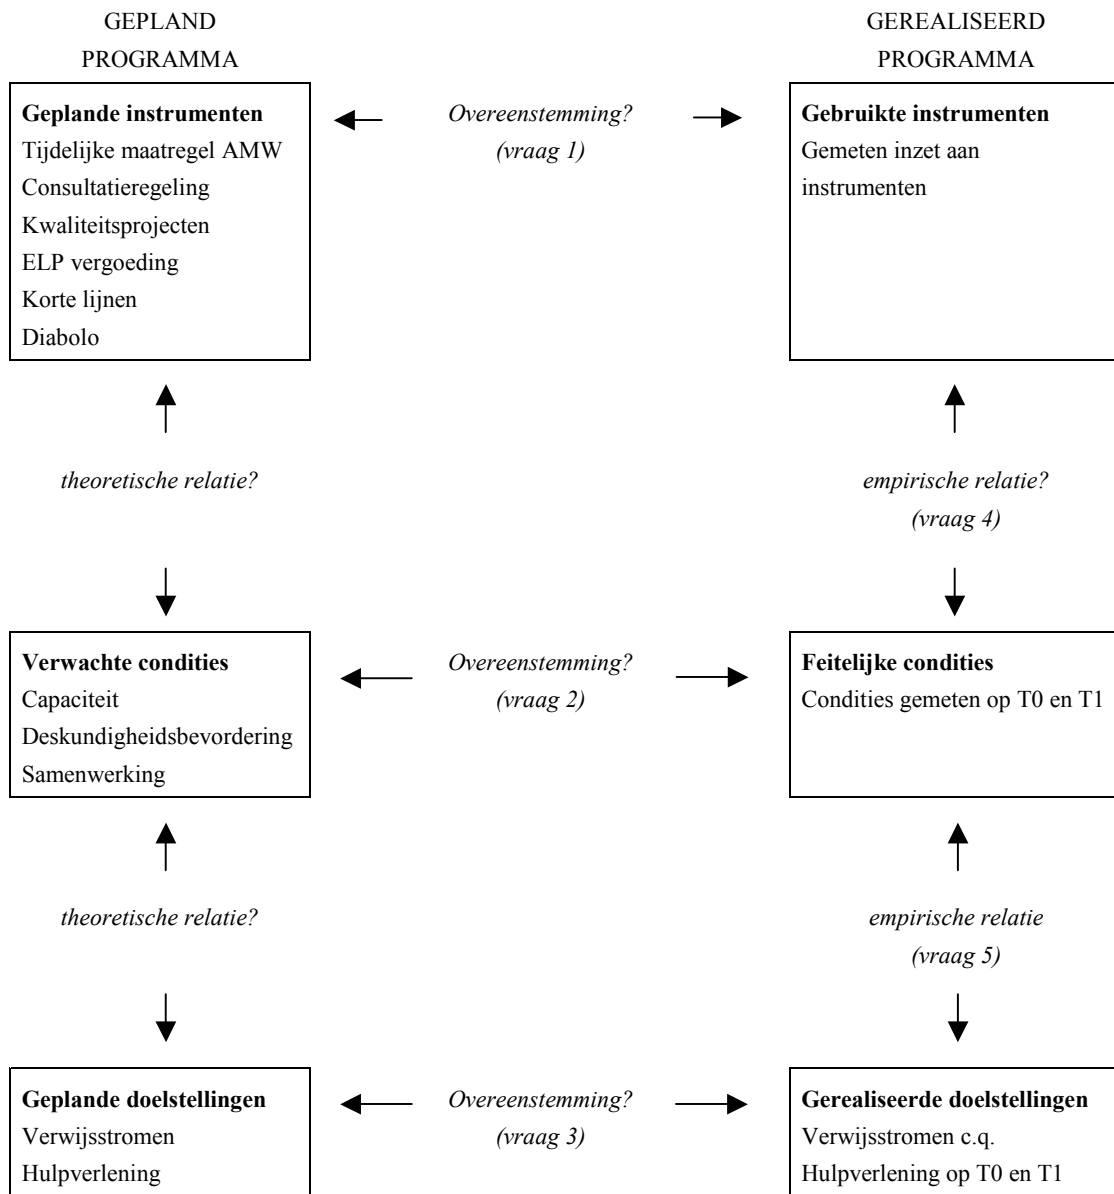 GEPLAND
PROGRAMMA
GEREALISEERD
PROGRAMMA
Geplande instrumenten
Tijdelijke maatregel AMW
Consultatieregeling
Kwaliteitsprojecten
ELP vergoeding
Korte lijnen
Diabolo
Overeenstemming?
(vraag 1)
Gebruikte instrumenten
Gemeten inzet aan
instrumenten
theoretische relatie?
empirische relatie?
(vraag 4)
Verwachte condities
Capaciteit
Deskundigheidsbevordering
Samenwerking
Overeenstemming?
(vraag 2)
Feitelijke condities
Condities gemeten op T0 en T1
theoretische relatie?
empirische relatie
(vraag 5)
Geplande doelstellingen
Verwijsstromen
Hulpverlening
Overeenstemming?
(vraag 3)
Gerealiseerde doelstellingen
Verwijsstromen c.q.
Hulpverlening op T0 en T1